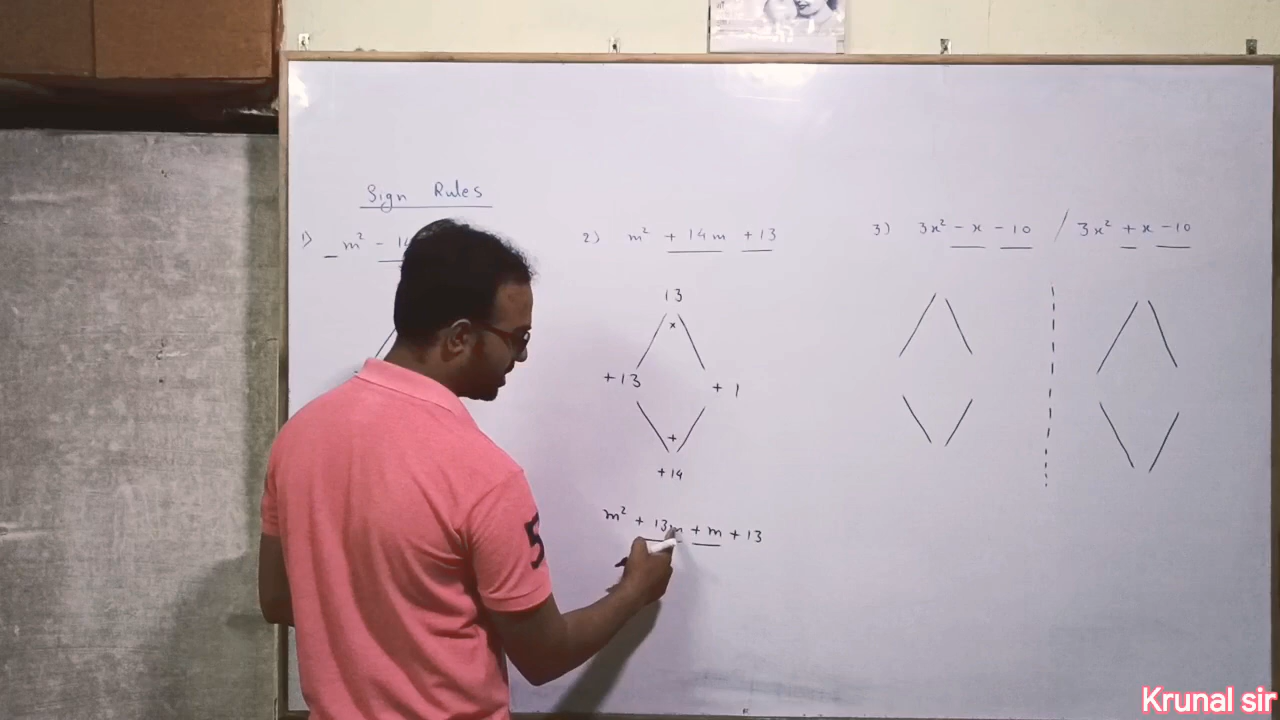 Sign Rules
1) m² - 1
2) m² + 14m + 13
3) 3x² - x - 10 / 3x² + x - 10
13
×
+13 + 1
+
+14
m² + 13m + m + 13
5
Krunal sir